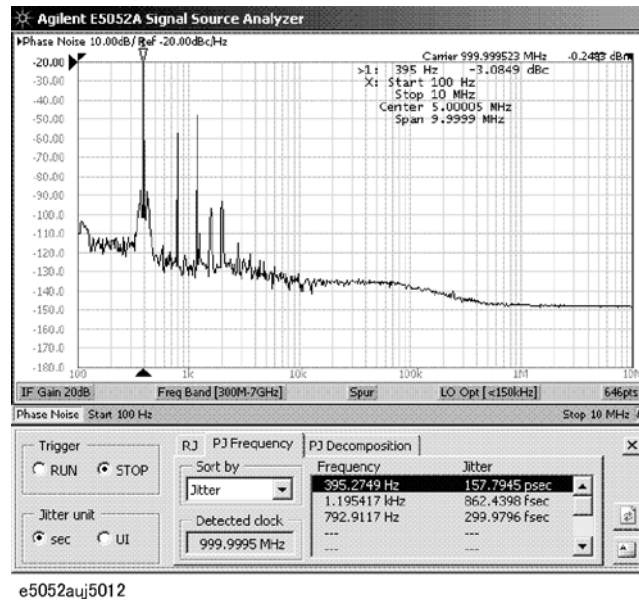 Agilent E5052A Signal Source Analyzer
▶Phase Noise 10.00dB/ Ref -20.00dBc/Hz
Carrier 999.999523 MHz
>1: 395 Hz -3.0849 dBc
X: Start 100 Hz
Stop 10 MHz
Center 5.00005 MHz
Span 9.9999 MHz
-20.00
-30.00
-40.00
-50.00
-60.00
-70.00
-80.00
-90.00
-100.0
-110.0
-120.0
-130.0
-140.0
-150.0
-160.0
-170.0
-180.0
100 1k 10k 100k 1M 10M
IF Gain 20dB Freq Band [300M-7GHz] Spur LO Opt [<150kHz] 646pts
Phase Noise Start 100 Hz Stop 10 MHz
Trigger
RUN STOP
Jitter unit
sec UI
RJ PJ Frequency PJ Decomposition
Sort by
Jitter
Detected clock
999.9995 MHz
Frequency Jitter
395.2749 Hz 157.7945 psec
1.195417 kHz 862.4398 fsec
792.9117 Hz 299.9796 fsec
--- ---
--- ---
e5052auj5012